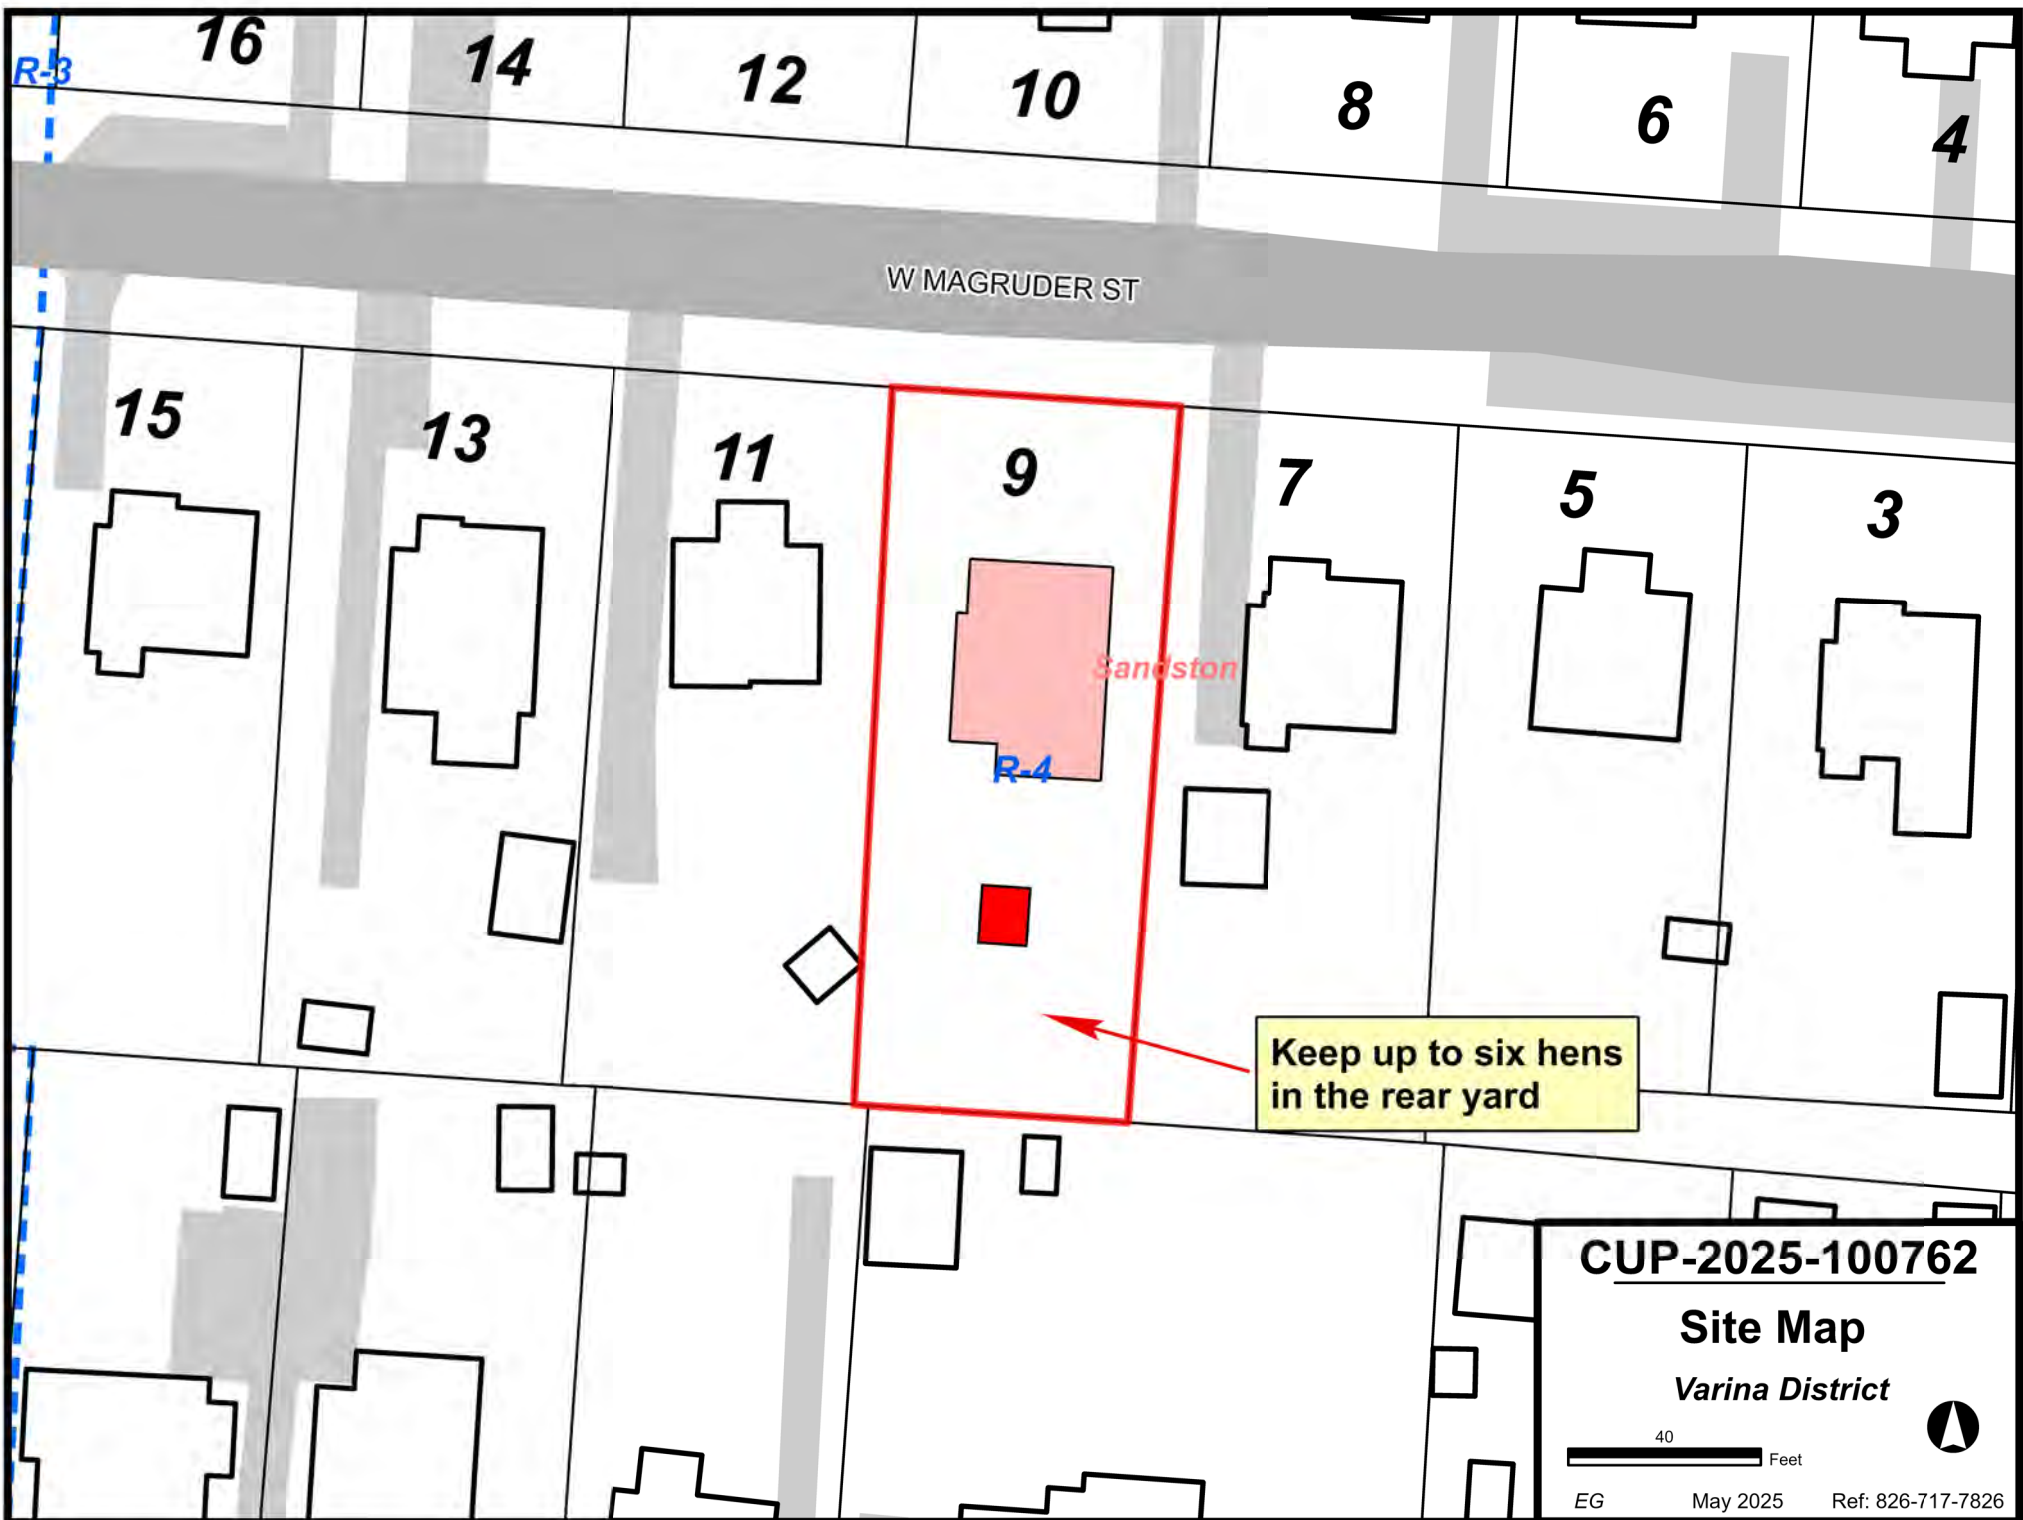 16
14
12
10
8
6
4
R-3
W MAGRUDER ST
15
13
11
9
7
5
3
Sandston
R-4
Keep up to six hens
in the rear yard
CUP-2025-100762
Site Map
Varina District
40
Feet
EG May 2025 Ref: 826-717-7826